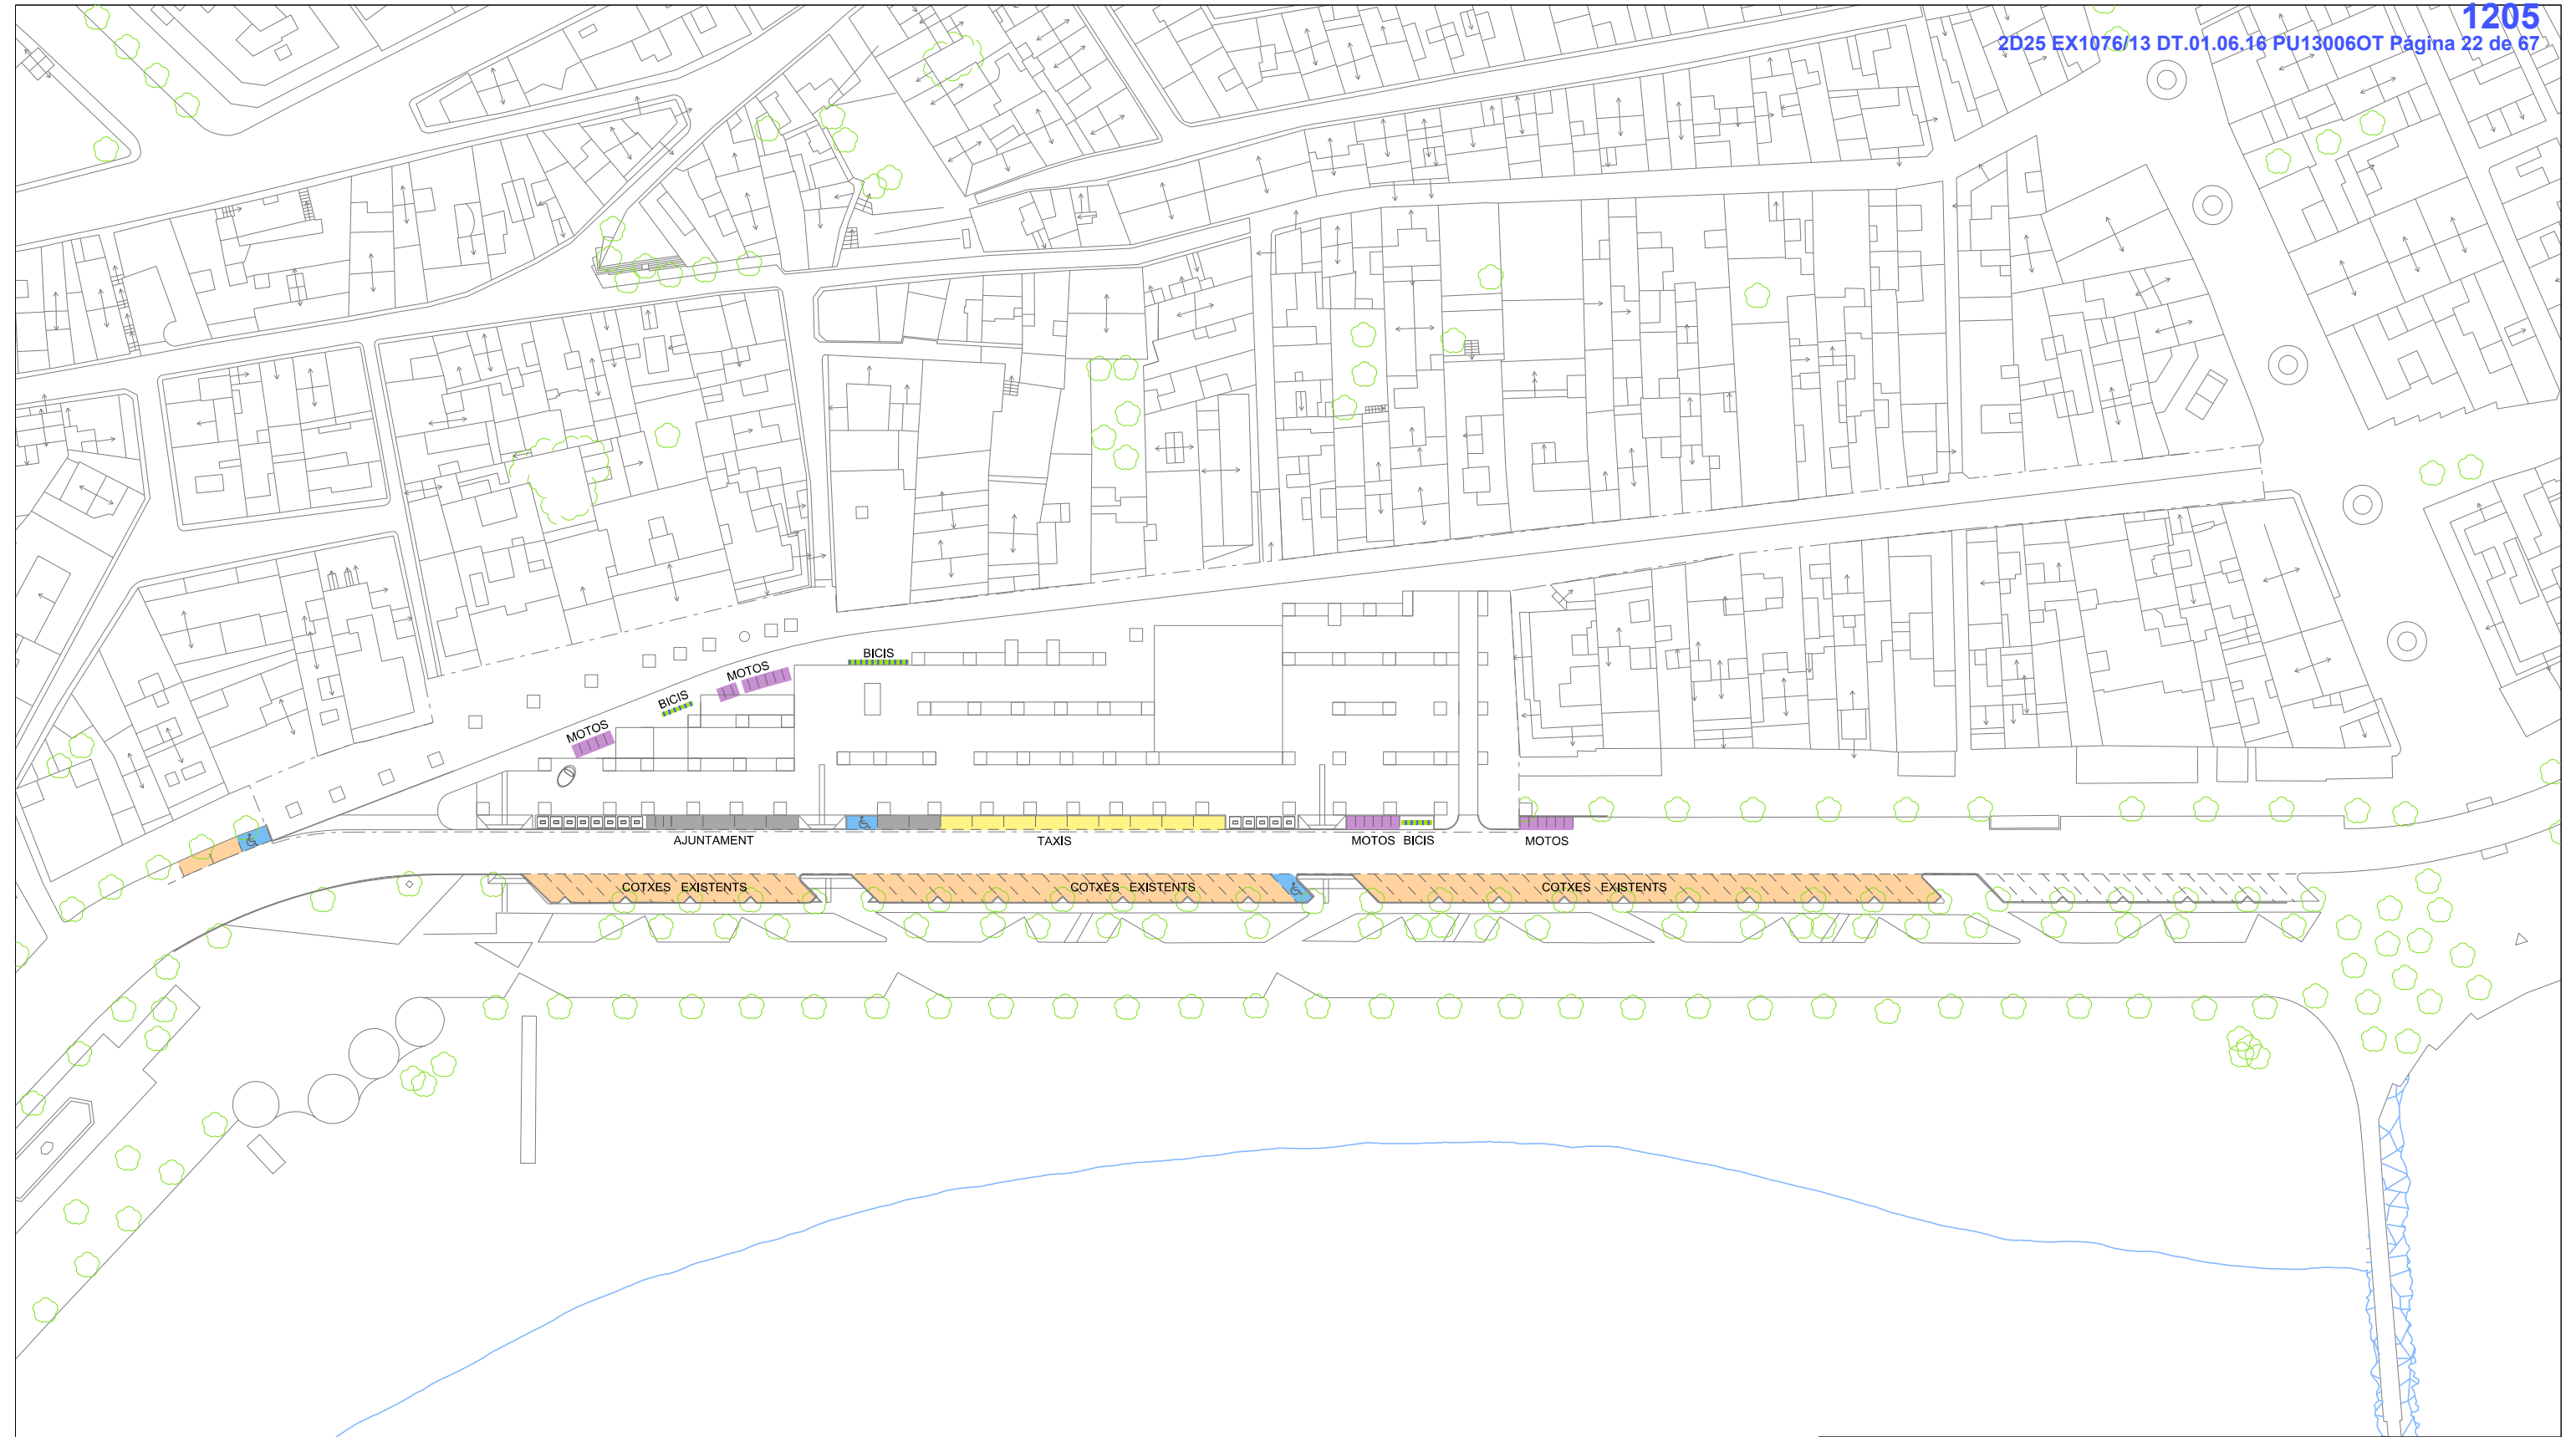 1205
2D25 EX1076/13 DT.01.06.16 PU13006OT Página 22 de 67
BICIS
MOTOS
BICIS
MOTOS
AJUNTAMENT
TAXIS
MOTOS BICIS
MOTOS
COTXES EXISTENTS
COTXES EXISTENTS
COTXES EXISTENTS